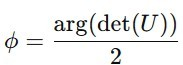 ϕ = arg(det(U)) / 2